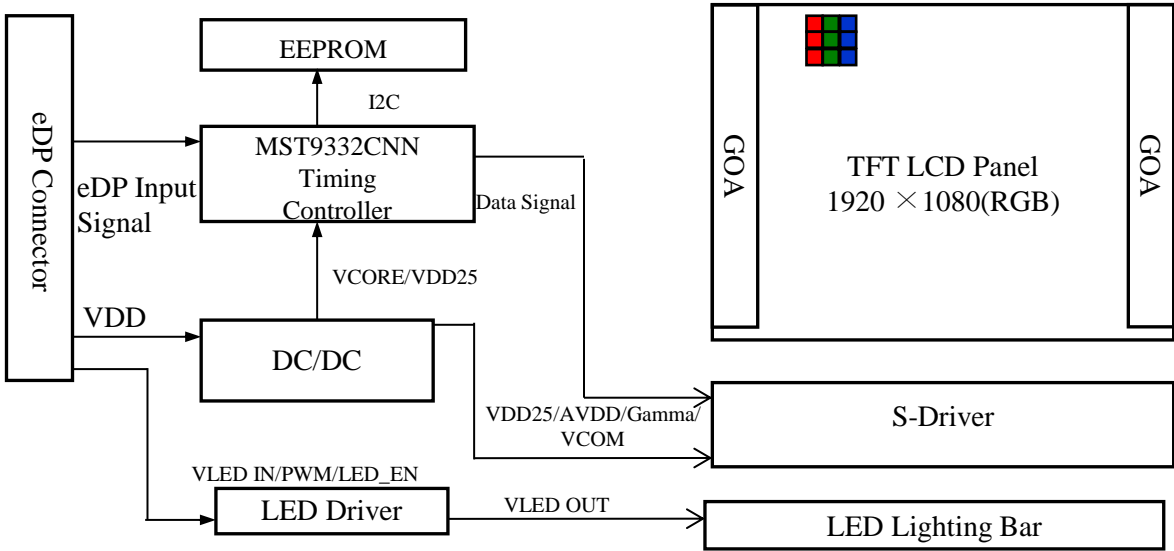 EEPROM
I2C
eDP Connector
MST9332CNN
Timing
Controller
eDP Input
Signal
Data Signal
VCORE/VDD25
VDD
DC/DC
VDD25/AVDD/Gamma/
VCOM
VLED IN/PWM/LED_EN
LED Driver
VLED OUT
GOA
TFT LCD Panel
1920 ×1080(RGB)
GOA
S-Driver
LED Lighting Bar